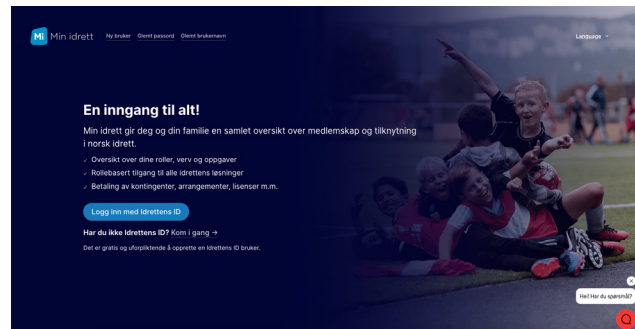 Mi Min idrett Ny bruker Glemt passord Glemt brukernavn Language
En inngang til alt!
Min idrett gir deg og din familie en samlet oversikt over medlemskap og tilknytning
i norsk idrett.
✓ Oversikt over dine roller, verv og oppgaver
✓ Rollebasert tilgang til alle idrettens løsninger
✓ Betaling av kontingenter, arrangementer, lisenser m.m.
Logg inn med Idrettens ID
Har du ikke Idrettens ID? Kom i gang →
Det er gratis og uforpliktende å opprette en Idrettens ID bruker.
Hei! Har du spørsmål?